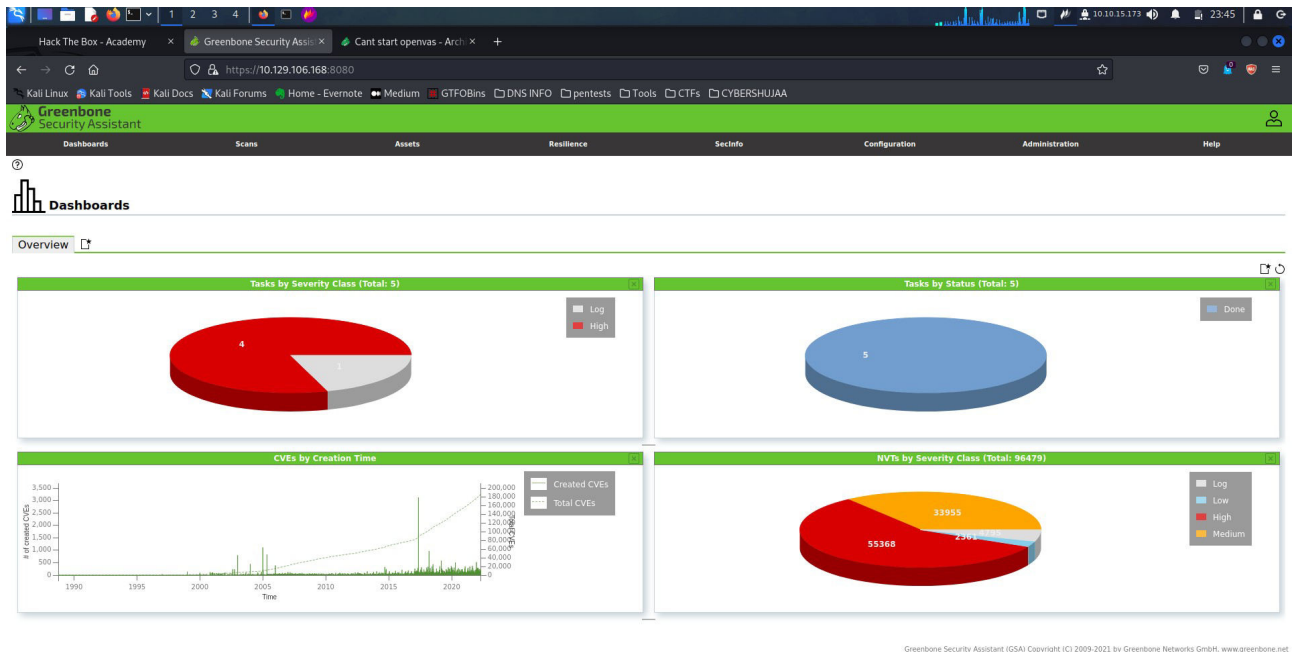 1 2 3 4
10.10.15.173
23:45
Hack The Box - Academy ×
Greenbone Security Assis ×
Cant start openvas - Arch ×
+
https://10.129.106.168:8080
Kali Linux Kali Tools Kali Docs Kali Forums Home - Evernote Medium GTFOBins DNS INFO pentests Tools CTFs CYBERSHUJAA
Greenbone
Security Assistant
Dashboards Scans Assets Resilience SecInfo Configuration Administration Help
Dashboards
Overview
Tasks by Severity Class (Total: 5)
Log
High
4
1
Tasks by Status (Total: 5)
Done
5
CVEs by Creation Time
Created CVEs
Total CVEs
# of created CVEs
3,500
3,000
2,500
2,000
1,500
1,000
500
0
200,000
180,000
160,000
140,000
120,000
100,000
80,000
60,000
40,000
20,000
0
1990 1995 2000 2005 2010 2015 2020
Time
NVTs by Severity Class (Total: 96479)
Log
Low
High
Medium
33955
55368
2361
Greenbone Security Assistant (GSA) Copyright (C) 2009-2021 by Greenbone Networks GmbH, www.greenbone.net